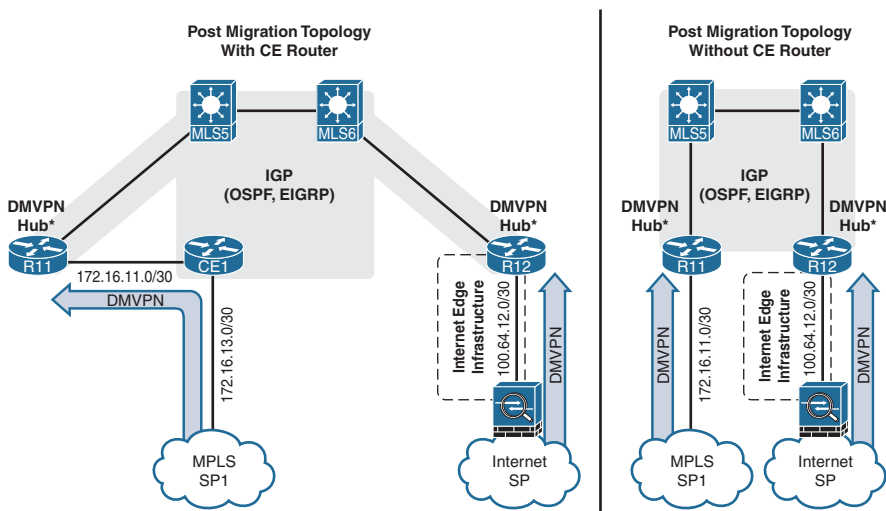 Post Migration Topology
With CE Router
MLS5
MLS6
IGP
(OSPF, EIGRP)
DMVPN
Hub*
R11
172.16.11.0/30
CE1
DMVPN
172.16.13.0/30
MPLS
SP1
DMVPN
Hub*
R12
Internet Edge
Infrastructure
100.64.12.0/30
DMVPN
Internet
SP
Post Migration Topology
Without CE Router
MLS5
MLS6
IGP
(OSPF, EIGRP)
DMVPN
Hub*
DMVPN
Hub*
R11
R12
DMVPN
172.16.11.0/30
Internet Edge
Infrastructure
100.64.12.0/30
DMVPN
MPLS
SP1
Internet
SP